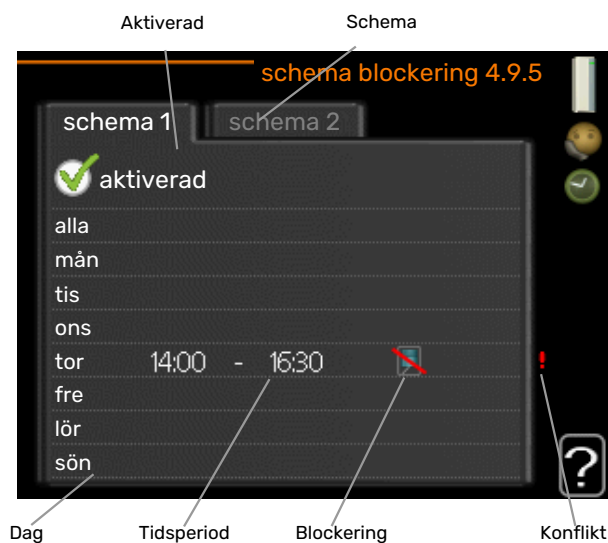 Aktiverad Schema
schema blockering 4.9.5
schema 1 schema 2
aktiverad
alla
mån
tis
ons
tor 14:00 - 16:30 !
fre
lör
sön
?
Dag Tidsperiod Blockering Konflikt